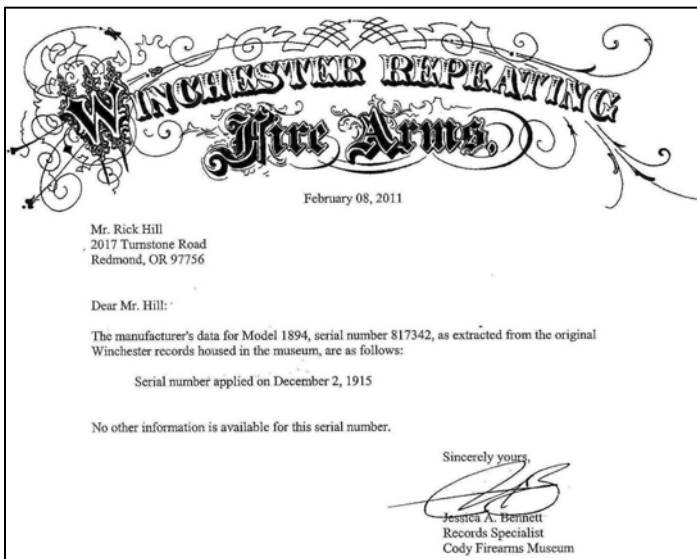 WINCHESTER REPEATING
Fire Arms.
February 08, 2011
Mr. Rick Hill
2017 Turnstone Road
Redmond, OR 97756
Dear Mr. Hill:
The manufacturer's data for Model 1894, serial number 817342, as extracted from the original
Winchester records housed in the museum, are as follows:
Serial number applied on December 2, 1915
No other information is available for this serial number.
Sincerely yours,
Jessica A. Bennett
Records Specialist
Cody Firearms Museum